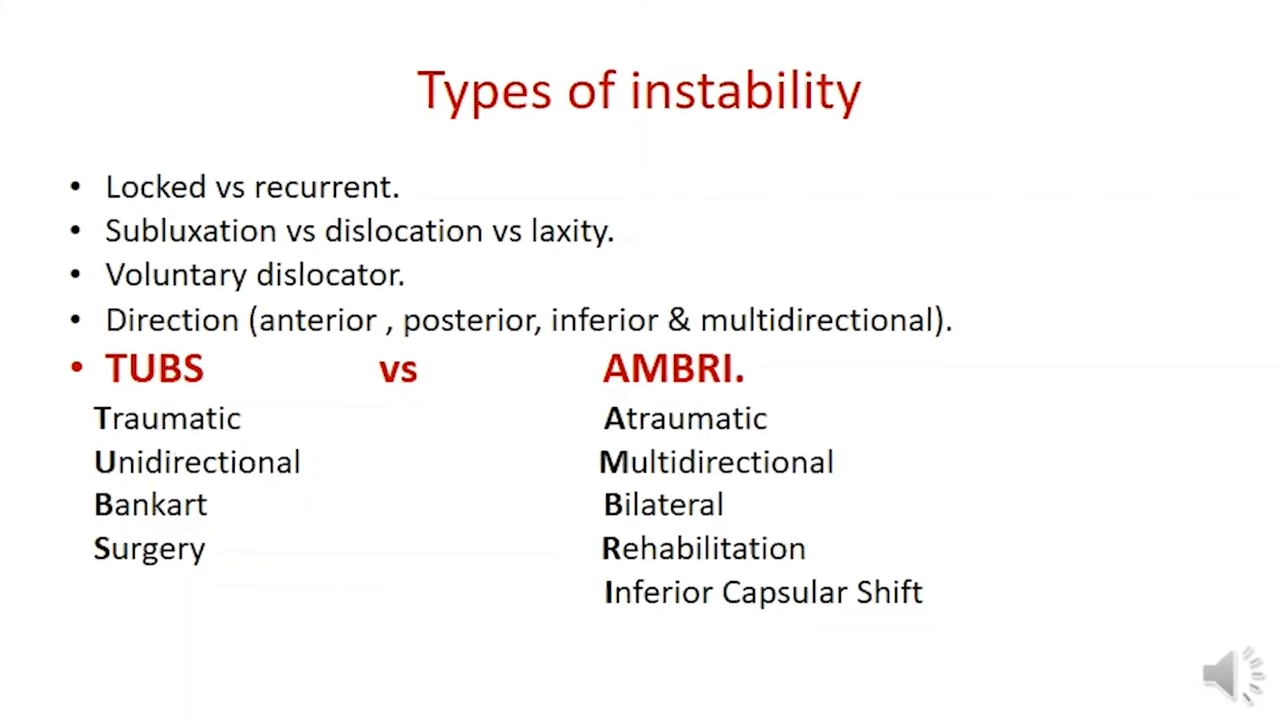 Types of instability
• Locked vs recurrent.
• Subluxation vs dislocation vs laxity.
• Voluntary dislocator.
• Direction (anterior , posterior, inferior & multidirectional).
• TUBS vs AMBRI.
Traumatic Atraumatic
Unidirectional Multidirectional
Bankart Bilateral
Surgery Rehabilitation
Inferior Capsular Shift